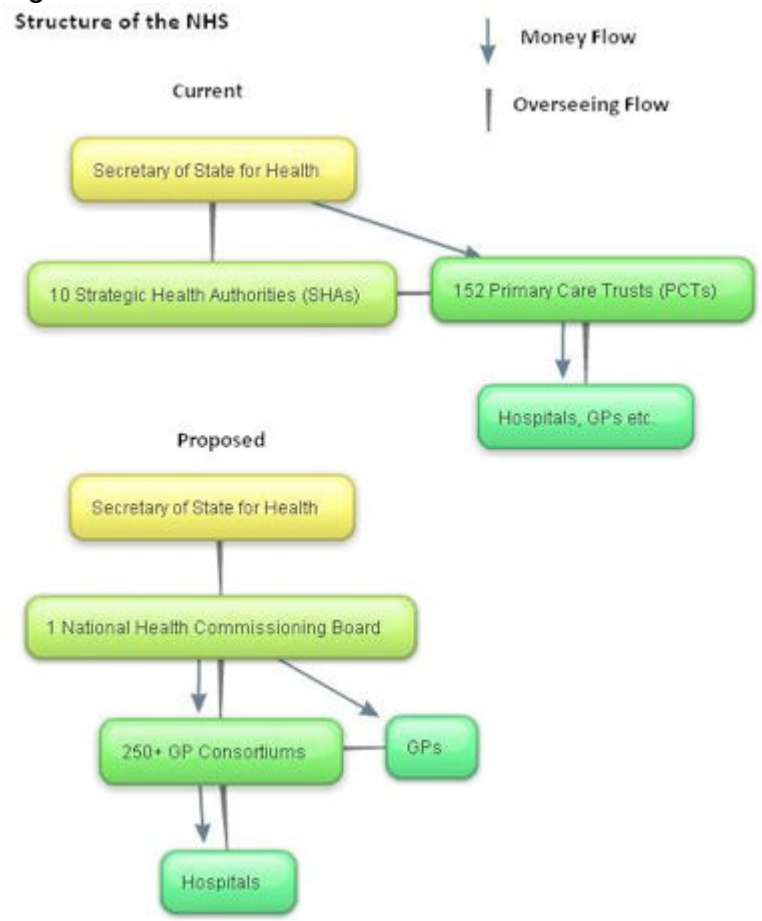 Structure of the NHS
Money Flow
Overseeing Flow
Current
Secretary of State for Health
10 Strategic Health Authorities (SHAs)
152 Primary Care Trusts (PCTs)
Hospitals, GPs etc.
Proposed
Secretary of State for Health
1 National Health Commissioning Board
250+ GP Consortiums
GPs
Hospitals